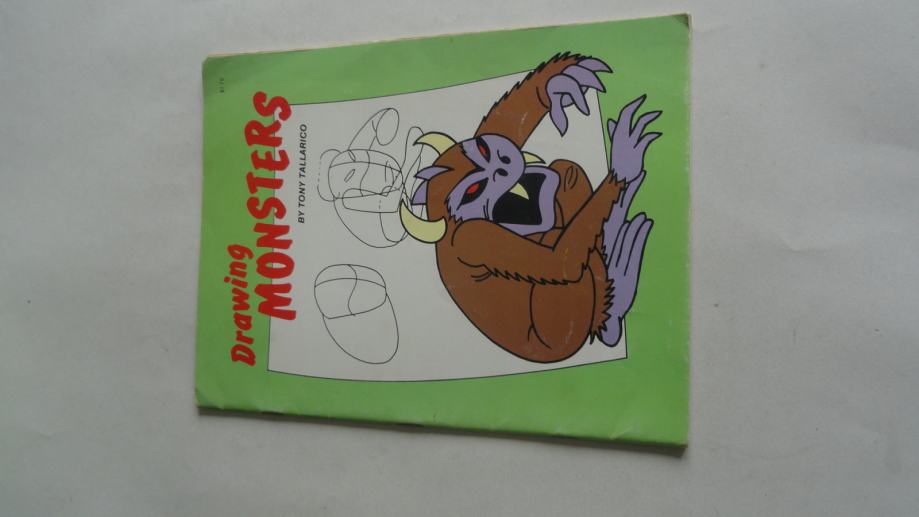 Drawing
MONSTERS
BY TONY TALLARICO